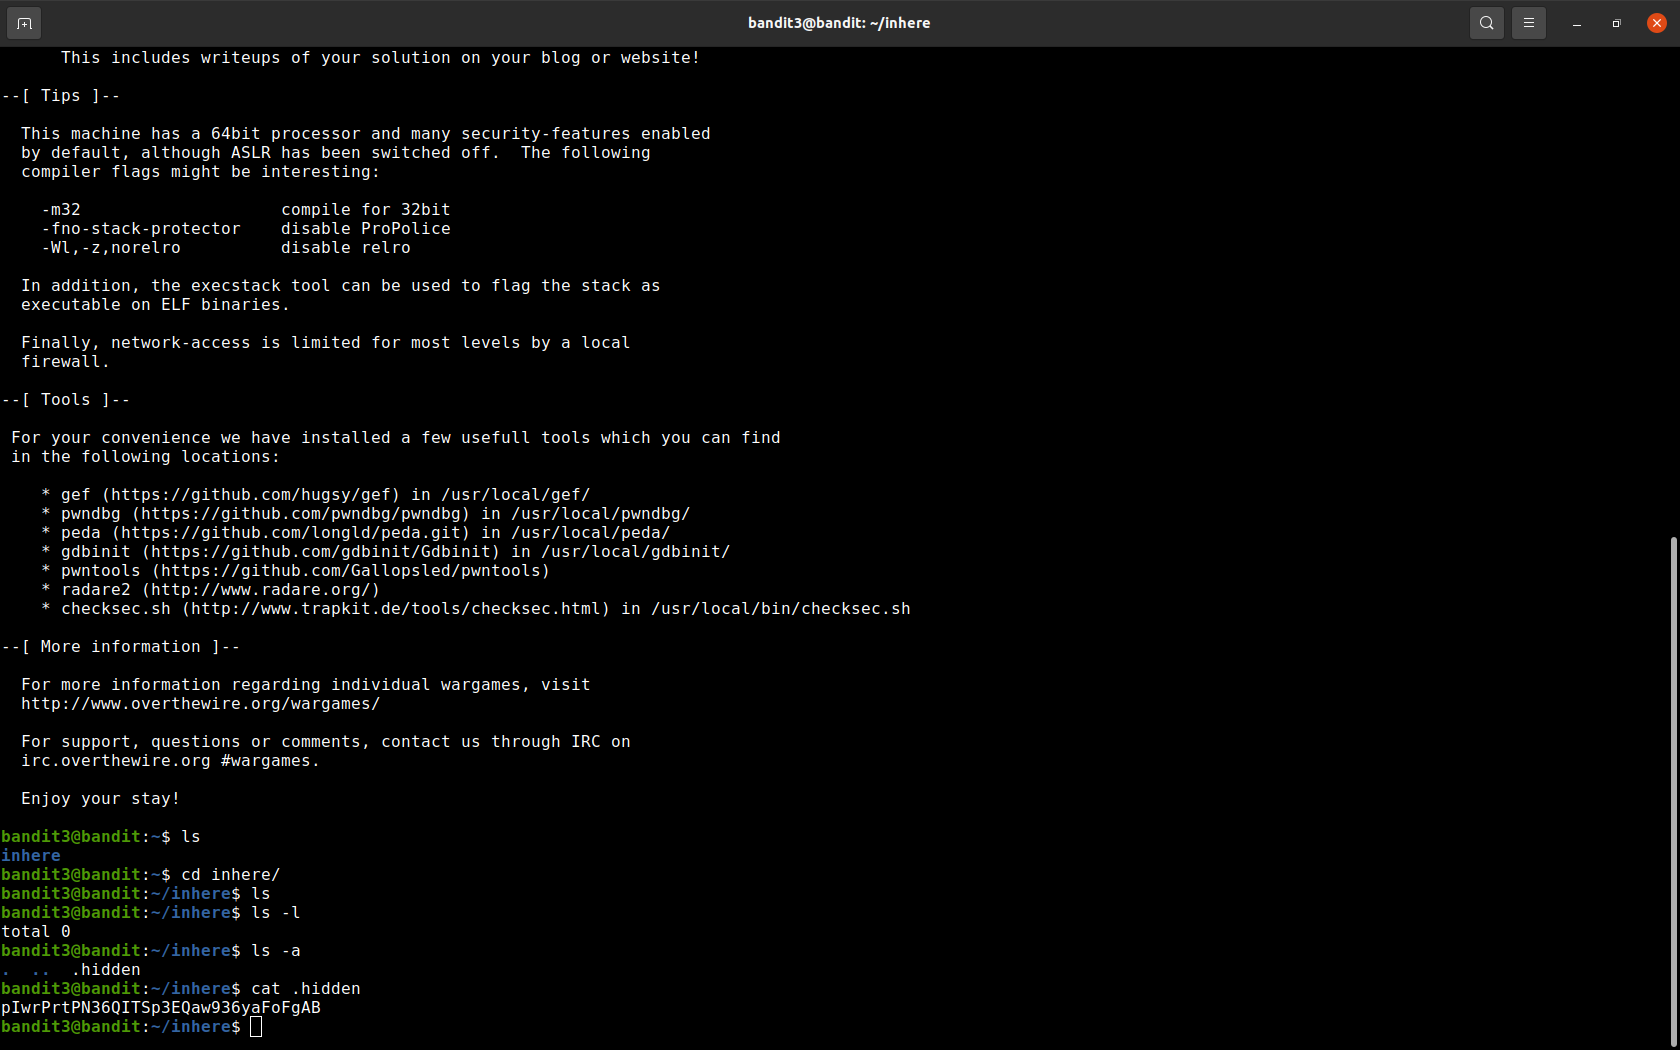 bandit3@bandit: ~/inhere
This includes writeups of your solution on your blog or website!
--[ Tips ]--
This machine has a 64bit processor and many security-features enabled
by default, although ASLR has been switched off.  The following
compiler flags might be interesting:
-m32                    compile for 32bit
-fno-stack-protector    disable ProPolice
-Wl,-z,norelro          disable relro
In addition, the execstack tool can be used to flag the stack as
executable on ELF binaries.
Finally, network-access is limited for most levels by a local
firewall.
--[ Tools ]--
For your convenience we have installed a few usefull tools which you can find
in the following locations:
* gef (https://github.com/hugsy/gef) in /usr/local/gef/
* pwndbg (https://github.com/pwndbg/pwndbg) in /usr/local/pwndbg/
* peda (https://github.com/longld/peda.git) in /usr/local/peda/
* gdbinit (https://github.com/gdbinit/Gdbinit) in /usr/local/gdbinit/
* pwntools (https://github.com/Gallopsled/pwntools)
* radare2 (http://www.radare.org/)
* checksec.sh (http://www.trapkit.de/tools/checksec.html) in /usr/local/bin/checksec.sh
--[ More information ]--
For more information regarding individual wargames, visit
http://www.overthewire.org/wargames/
For support, questions or comments, contact us through IRC on
irc.overthewire.org #wargames.
Enjoy your stay!
bandit3@bandit:~$ ls
inhere
bandit3@bandit:~$ cd inhere/
bandit3@bandit:~/inhere$ ls
bandit3@bandit:~/inhere$ ls -l
total 0
bandit3@bandit:~/inhere$ ls -a
.  ..  .hidden
bandit3@bandit:~/inhere$ cat .hidden
pIwrPrtPN36QITSp3EQaw936yaFoFgAB
bandit3@bandit:~/inhere$